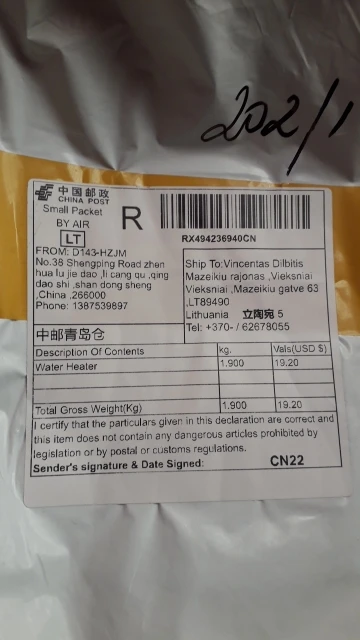 202/1
中国邮政
CHINA POST
Small Packet
BY AIR
R
LT
RX494236940CN
FROM: D143-HZJM
No.38 Shengping Road zhen
hua lu jie dao ,li cang qu ,qing
dao shi ,shan dong sheng
,China ,266000
Phone: 1387539897
中邮青岛仓
Ship To:Vincentas Dilbitis
Mazeikiu rajonas ,Vieksniai
Vieksniai ,Mazeikiu gatve 63
,LT89490
Lithuania 立陶宛 5
Tel: +370- / 62678055
Description Of Contents kg. Vals(USD $)
Water Heater 1.900 19.20
Total Gross Weight(Kg) 1.900 19.20
I certify that the particulars given in this declaration are correct and
this item does not contain any dangerous articles prohibited by
legislation or by postal or customs regulations.
Sender's signature & Date Signed: CN22